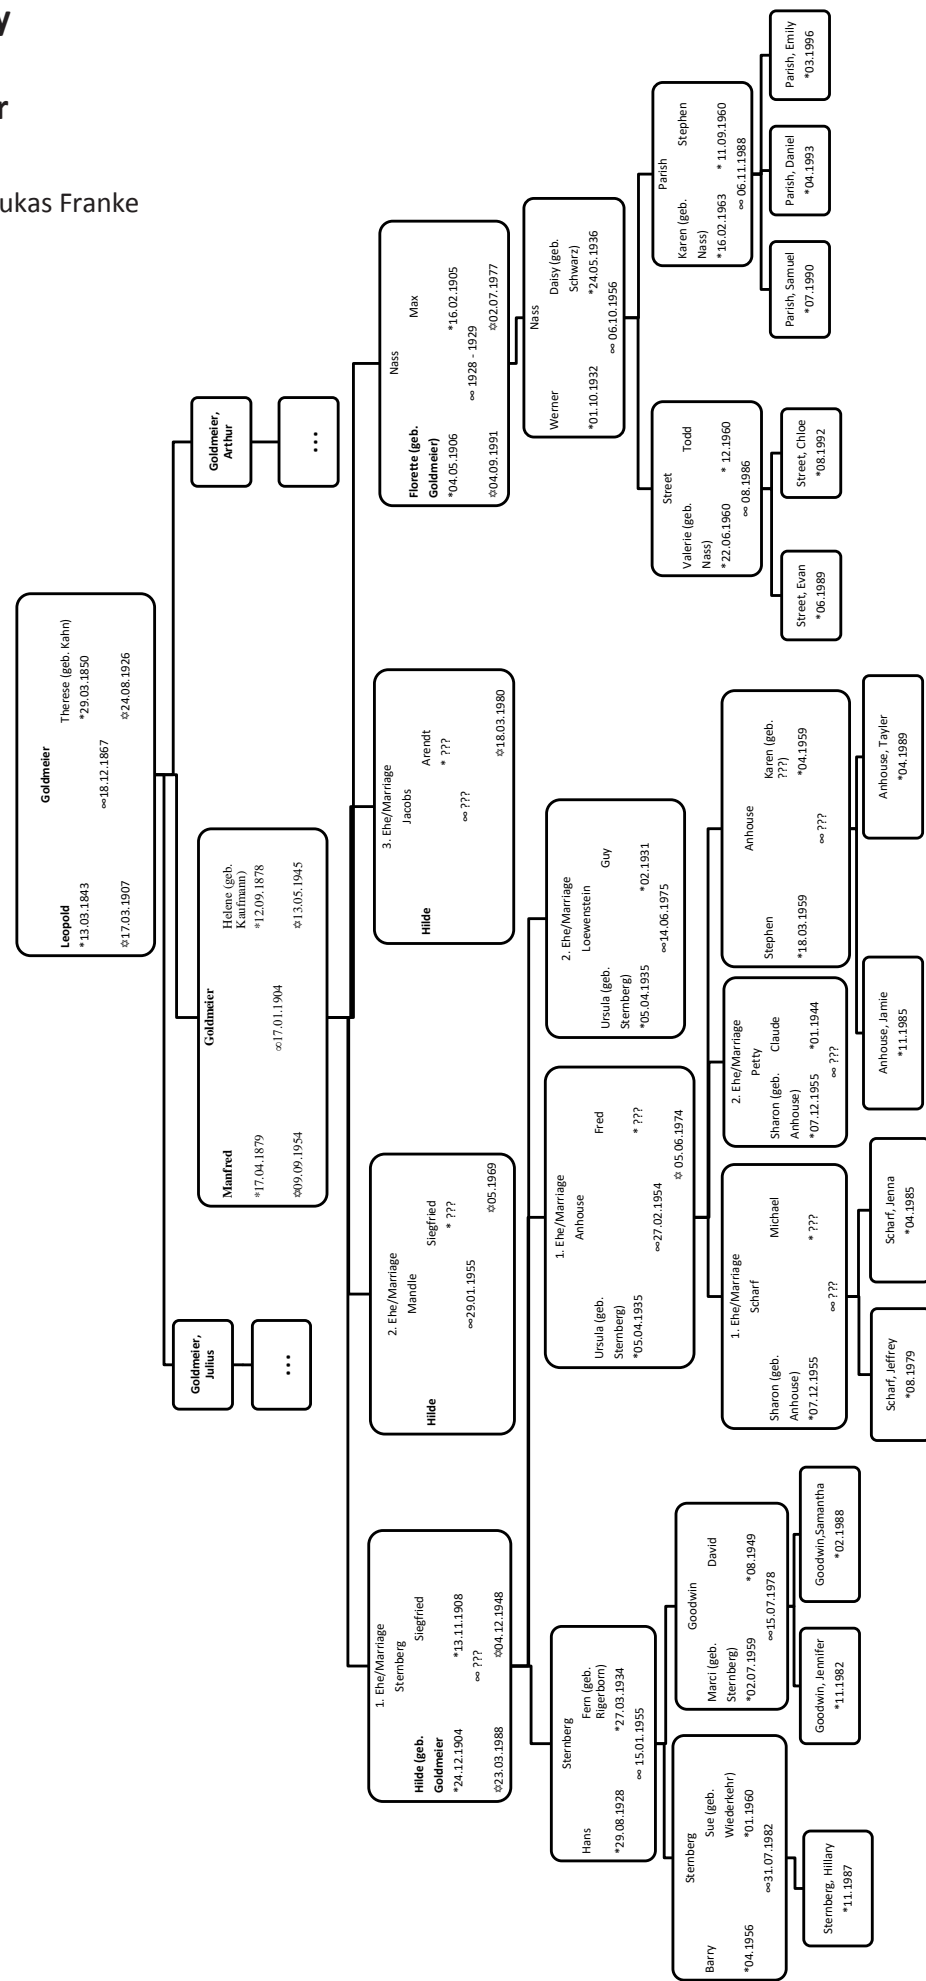 y
r
ukas Franke
Goldmeier
Leopold
Therese (geb. Kahn)
*13.03.1843
*29.03.1850
∞18.12.1867
✡17.03.1907
✡24.08.1926
Goldmeier,
Julius
...
Goldmeier
Manfred
Helene (geb.
Kaufmann)
*17.04.1879
*12.09.1878
∞17.01.1904
✡09.09.1954
✡13.05.1945
Goldmeier,
Arthur
...
1. Ehe/Marriage
Sternberg
Hilde (geb.
Goldmeier
Siegfried
*24.12.1904
*13.11.1908
∞ ???
✡23.03.1988
✡04.12.1948
2. Ehe/Marriage
Mandle
Hilde
Siegfried
* ???
∞29.01.1955
✡05.1969
3. Ehe/Marriage
Jacobs
Hilde
Arendt
* ???
∞ ???
✡18.03.1980
Nass
Florette (geb.
Goldmeier)
Max
*04.05.1906
*16.02.1905
∞ 1928 - 1929
✡04.09.1991
✡02.07.1977
Sternberg
Hans
Fern (geb.
Rigerborn)
*29.08.1928
*27.03.1934
∞ 15.01.1955
1. Ehe/Marriage
Anhouse
Ursula (geb.
Sternberg)
Fred
*05.04.1935
* ???
∞27.02.1954
✡ 05.06.1974
2. Ehe/Marriage
Loewenstein
Ursula (geb.
Sternberg)
Guy
*05.04.1935
*02.1931
∞14.06.1975
Nass
Werner
Daisy (geb.
Schwarz)
*01.10.1932
*24.05.1936
∞ 06.10.1956
Sternberg
Barry
Sue (geb.
Wiederkehr)
*04.1956
*01.1960
∞31.07.1982
Goodwin
Marci (geb.
Sternberg)
David
*02.07.1959
*08.1949
∞15.07.1978
1. Ehe/Marriage
Scharf
Sharon (geb.
Anhouse)
Michael
*07.12.1955
* ???
∞ ???
2. Ehe/Marriage
Petty
Sharon (geb.
Anhouse)
Claude
*07.12.1955
*01.1944
∞ ???
Anhouse
Stephen
Karen (geb.
???)
*18.03.1959
*04.1959
∞ ???
Street
Valerie (geb.
Nass)
Todd
*22.06.1960
* 12.1960
∞ 08.1986
Parish
Karen (geb.
Nass)
Stephen
*16.02.1963
* 11.09.1960
∞ 06.11.1988
Sternberg, Hillary
*11.1987
Goodwin, Jennifer
*11.1982
Goodwin,Samantha
*02.1988
Scharf, Jeffrey
*08.1979
Scharf, Jenna
*04.1985
Anhouse, Jamie
*11.1985
Anhouse, Tayler
*04.1989
Street, Evan
*06.1989
Street, Chloe
*08.1992
Parish, Samuel
*07.1990
Parish, Daniel
*04.1993
Parish, Emily
*03.1996